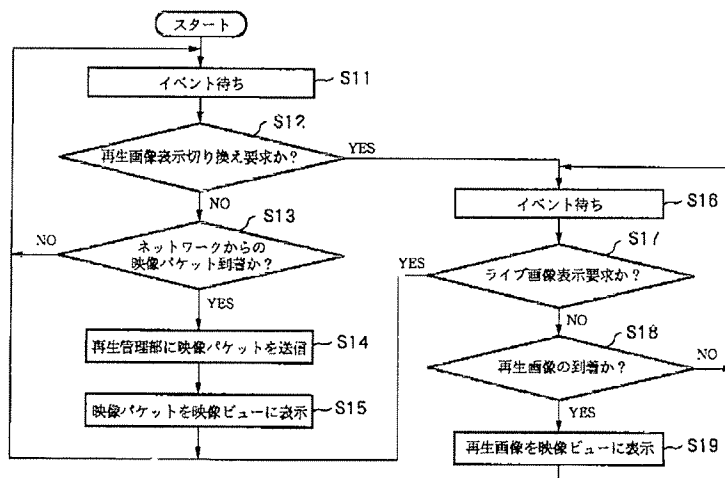 スタート
イベント待ち
S11
再生画像表示切り換え要求か?
S12
YES
NO
ネットワークからの
映像パケット到着か?
S13
NO
YES
再生管理部に映像パケットを送信
S14
映像パケットを映像ビューに表示
S15
イベント待ち
S16
ライブ画像表示要求か?
S17
YES
NO
再生画像の到着か?
S18
NO
YES
再生画像を映像ビューに表示
S19